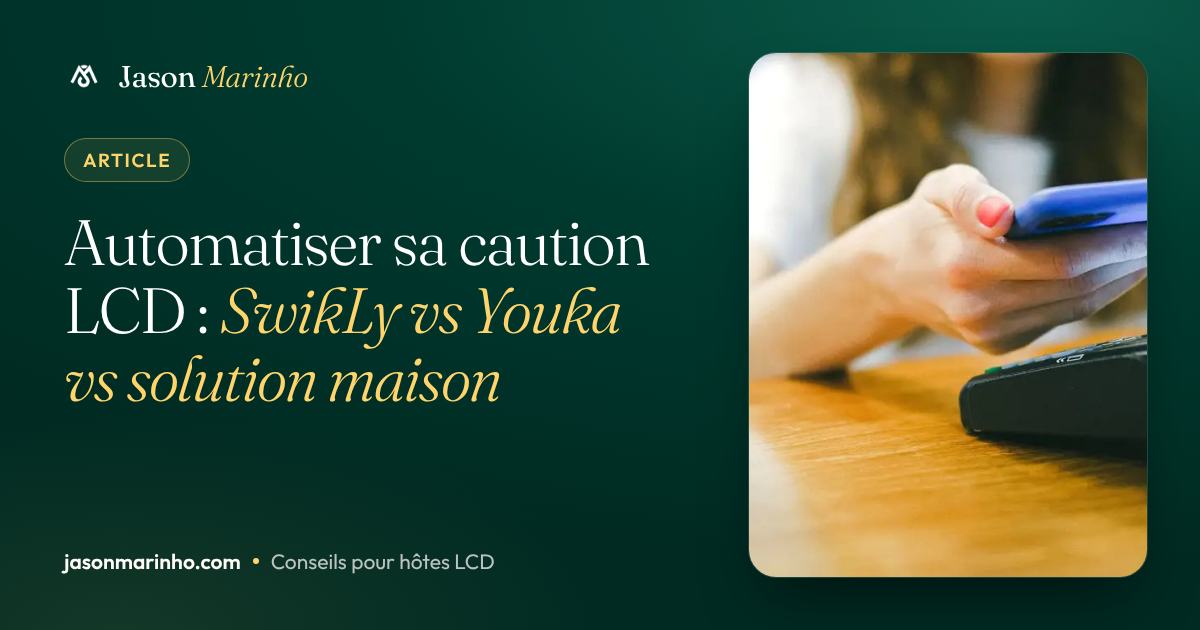 Jason Marinho
ARTICLE
Automatiser sa caution
LCD : SwikLy vs Youka
vs solution maison
jasonmarinho.com • Conseils pour hôtes LCD